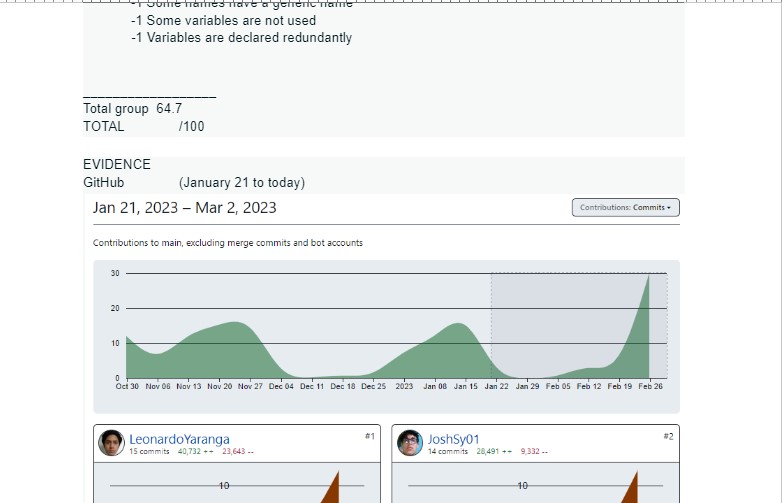 -1 Some names have a generic name
-1 Some variables are not used
-1 Variables are declared redundantly
___________________
Total group 64.7
TOTAL /100
EVIDENCE
GitHub (January 21 to today)
Jan 21, 2023 – Mar 2, 2023
Contributions: Commits
Contributions to main, excluding merge commits and bot accounts
30
20
10
0
Oct 30 Nov 06 Nov 13 Nov 20 Nov 27 Dec 04 Dec 11 Dec 18 Dec 25 2023 Jan 08 Jan 15 Jan 22 Jan 29 Feb 05 Feb 12 Feb 19 Feb 26
LeonardoYaranga #1
15 commits 40,732 ++ 23,643 --
10
JoshSy01 #2
14 commits 28,491 ++ 9,332 --
10